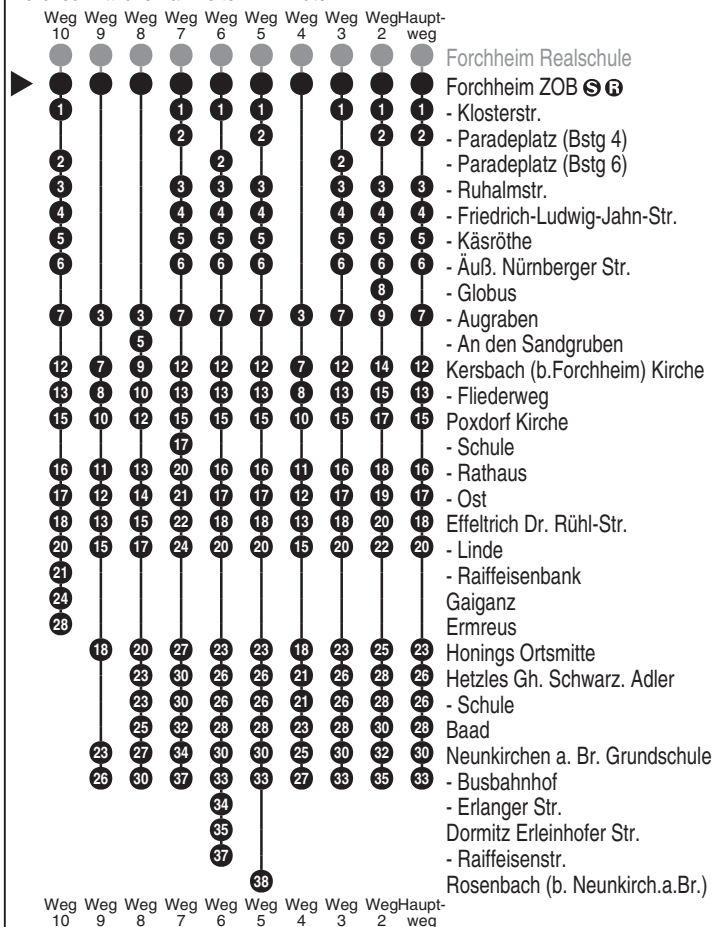 Weg Weg Weg Weg Weg Weg Weg Weg Weg Haupt-
10 9 8 7 6 5 4 3 2 weg
Forchheim Realschule
Forchheim ZOB S R
1 1 1 1 1 1 1 - Klosterstr.
2 2 2 2 - Paradeplatz (Bstg 4)
2 2 2 - Paradeplatz (Bstg 6)
3 3 3 3 3 3 3 - Ruhalmstr.
4 4 4 4 4 4 4 - Friedrich-Ludwig-Jahn-Str.
5 5 5 5 5 5 5 - Käsröthe
6 6 6 6 6 6 6 - Äuß. Nürnberger Str.
8 - Globus
7 3 3 7 7 7 3 7 9 7 - Augraben
5 - An den Sandgruben
12 7 9 12 12 12 7 12 14 12 Kersbach (b.Forchheim) Kirche
13 8 10 13 13 13 8 13 15 13 - Fliederweg
15 10 12 15 15 15 10 15 17 15 Poxdorf Kirche
17 - Schule
16 11 13 20 16 16 11 16 18 16 - Rathaus
17 12 14 21 17 17 12 17 19 17 - Ost
18 13 15 22 18 18 13 18 20 18 Effeltrich Dr. Rühl-Str.
20 15 17 24 20 20 15 20 22 20 - Linde
21 - Raiffeisenbank
24 Gaiganz
28 Ermreus
18 20 27 23 23 18 23 25 23 Honings Ortsmitte
23 30 26 26 21 26 28 26 Hetzles Gh. Schwarz. Adler
23 30 26 26 21 26 28 26 - Schule
25 32 28 28 23 28 30 28 Baad
23 27 34 30 30 25 30 32 30 Neunkirchen a. Br. Grundschule
26 30 37 33 33 27 33 35 33 - Busbahnhof
34 - Erlanger Str.
35 Dormitz Erleinhofer Str.
37 - Raiffeisenstr.
38 Rosenbach (b. Neunkirch.a.Br.)
Weg Weg Weg Weg Weg Weg Weg Weg Weg Haupt-
10 9 8 7 6 5 4 3 2 weg